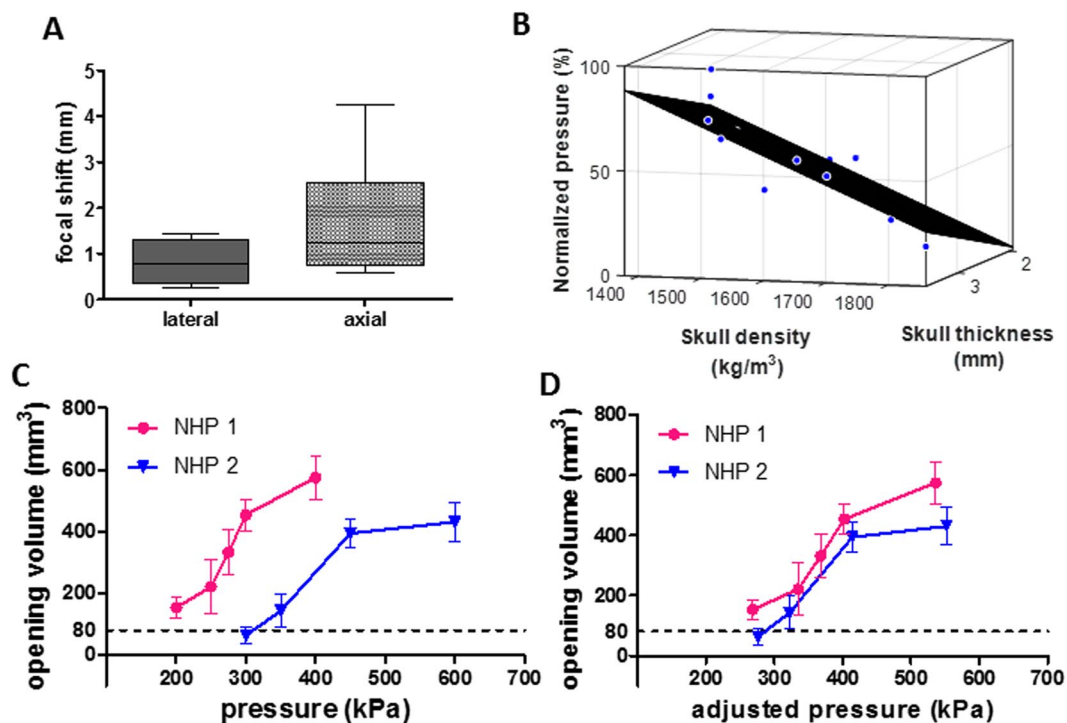 A
focal shift (mm)
5
4
3
2
1
0
lateral
axial
B
Normalized pressure (%)
100
50
0
1400
1500
1600
1700
1800
3
2
Skull density
(kg/m³)
Skull thickness
(mm)
C
opening volume (mm³)
800
600
400
200
80
0
NHP 1
NHP 2
200
300
400
500
600
700
pressure (kPa)
D
opening volume (mm³)
800
600
400
200
80
0
NHP 1
NHP 2
200
300
400
500
600
700
adjusted pressure (kPa)